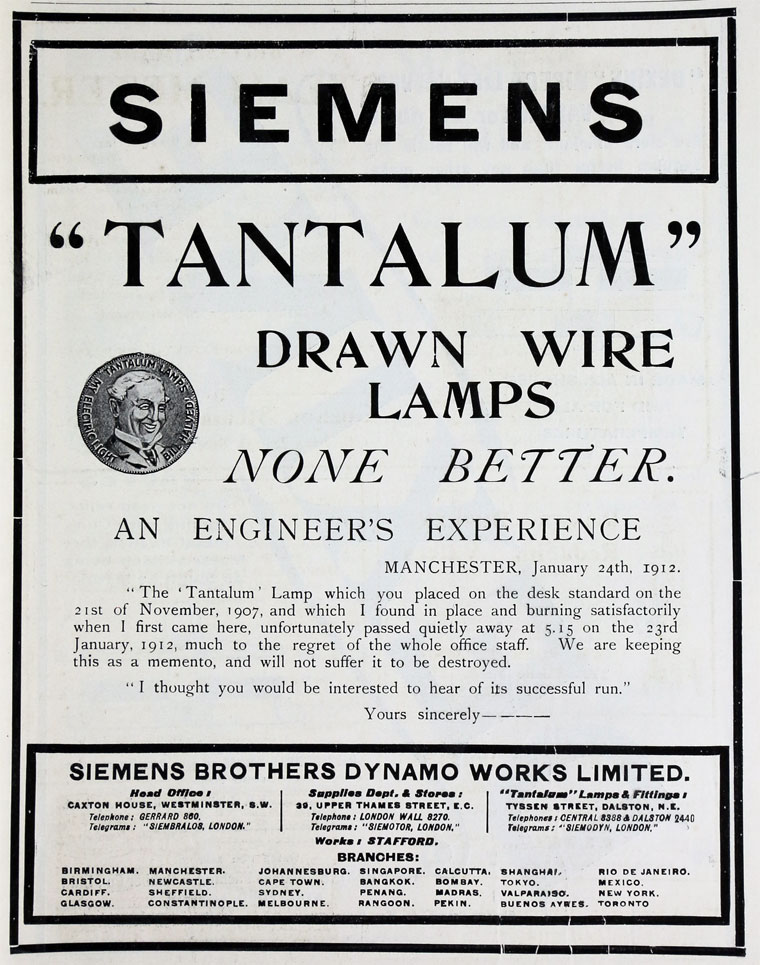 SIEMENS
"TANTALUM"
DRAWN WIRE
LAMPS
TANTALUM LAMPS HALVED MY ELECTRIC LIGHT BILL
NONE BETTER.
AN ENGINEER'S EXPERIENCE
MANCHESTER, January 24th, 1912.
"The 'Tantalum' Lamp which you placed on the desk standard on the
21st of November, 1907, and which I found in place and burning satisfactorily
when I first came here, unfortunately passed quietly away at 5.15 on the 23rd
January, 1912, much to the regret of the whole office staff. We are keeping
this as a memento, and will not suffer it to be destroyed.
"I thought you would be interested to hear of its successful run."
Yours sincerely— — — —
SIEMENS BROTHERS DYNAMO WORKS LIMITED.
Head Office:
CAXTON HOUSE, WESTMINSTER, S.W.
Telephone: GERRARD 860.
Telegrams: "SIEMBRALOS, LONDON."
Supplies Dept. & Stores:
39, UPPER THAMES STREET, E.C.
Telephone: LONDON WALL 8270.
Telegrams: "SIEMOTOR, LONDON,"
"Tantalum" Lamps & Fittings:
TYSSEN STREET, DALSTON, N.E.
Telephones: CENTRAL 8388 & DALSTON 2440
Telegrams: "SIEMODYN, LONDON,"
Works: STAFFORD.
BRANCHES:
BIRMINGHAM. MANCHESTER. JOHANNESBURG. SINGAPORE. CALCUTTA. SHANGHAI. RIO DE JANEIRO.
BRISTOL. NEWCASTLE. CAPE TOWN. BANGKOK. BOMBAY. TOKYO. MEXICO.
CARDIFF. SHEFFIELD. SYDNEY. PENANG. MADRAS. VALPARAISO. NEW YORK.
GLASGOW. CONSTANTINOPLE. MELBOURNE. RANGOON. PEKIN. BUENOS AYRES. TORONTO